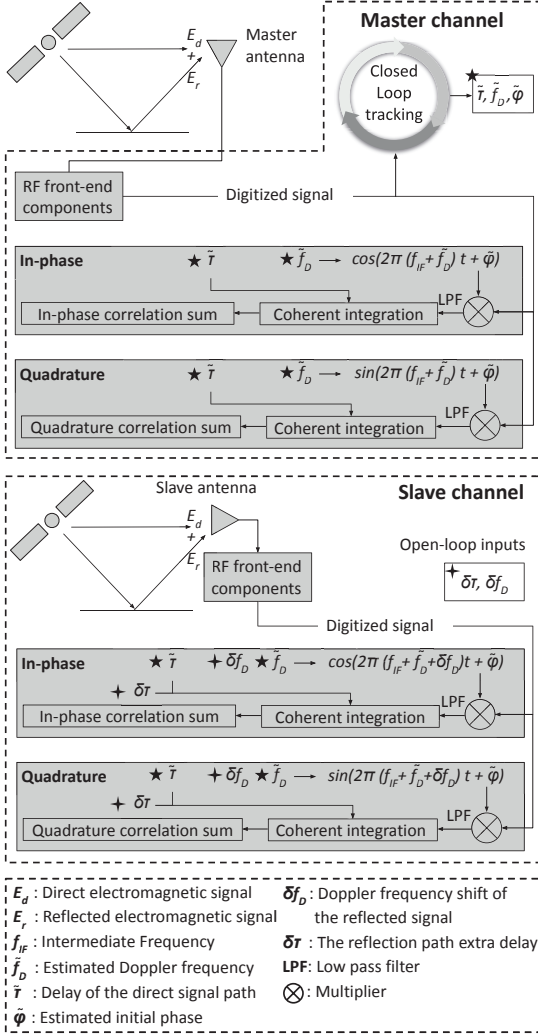 Master channel
E_d
+
E_r
Master antenna
Closed Loop tracking
★ τ̃, f̃_D, φ̃
RF front-end components
Digitized signal
In-phase
★ τ̃ ★ f̃_D → cos(2π (f_IF + f̃_D) t + φ̃)
LPF
In-phase correlation sum
Coherent integration
Quadrature
★ τ̃ ★ f̃_D → sin(2π (f_IF + f̃_D) t + φ̃)
LPF
Quadrature correlation sum
Coherent integration
Slave antenna
Slave channel
E_d
+
E_r
RF front-end components
Open-loop inputs
✦ δτ, δf_D
Digitized signal
In-phase
★ τ̃ ✦ δf_D ★ f̃_D → cos(2π (f_IF + f̃_D + δf_D)t + φ̃)
✦ δτ
LPF
In-phase correlation sum
Coherent integration
Quadrature
★ τ̃ ✦ δf_D ★ f̃_D → sin(2π (f_IF + f̃_D + δf_D) t + φ̃)
✦ δτ
LPF
Quadrature correlation sum
Coherent integration
E_d : Direct electromagnetic signal
E_r : Reflected electromagnetic signal
f_IF : Intermediate Frequency
f̃_D : Estimated Doppler frequency
τ̃ : Delay of the direct signal path
φ̃ : Estimated initial phase
δf_D : Doppler frequency shift of
the reflected signal
δτ : The reflection path extra delay
LPF: Low pass filter
⊗ : Multiplier